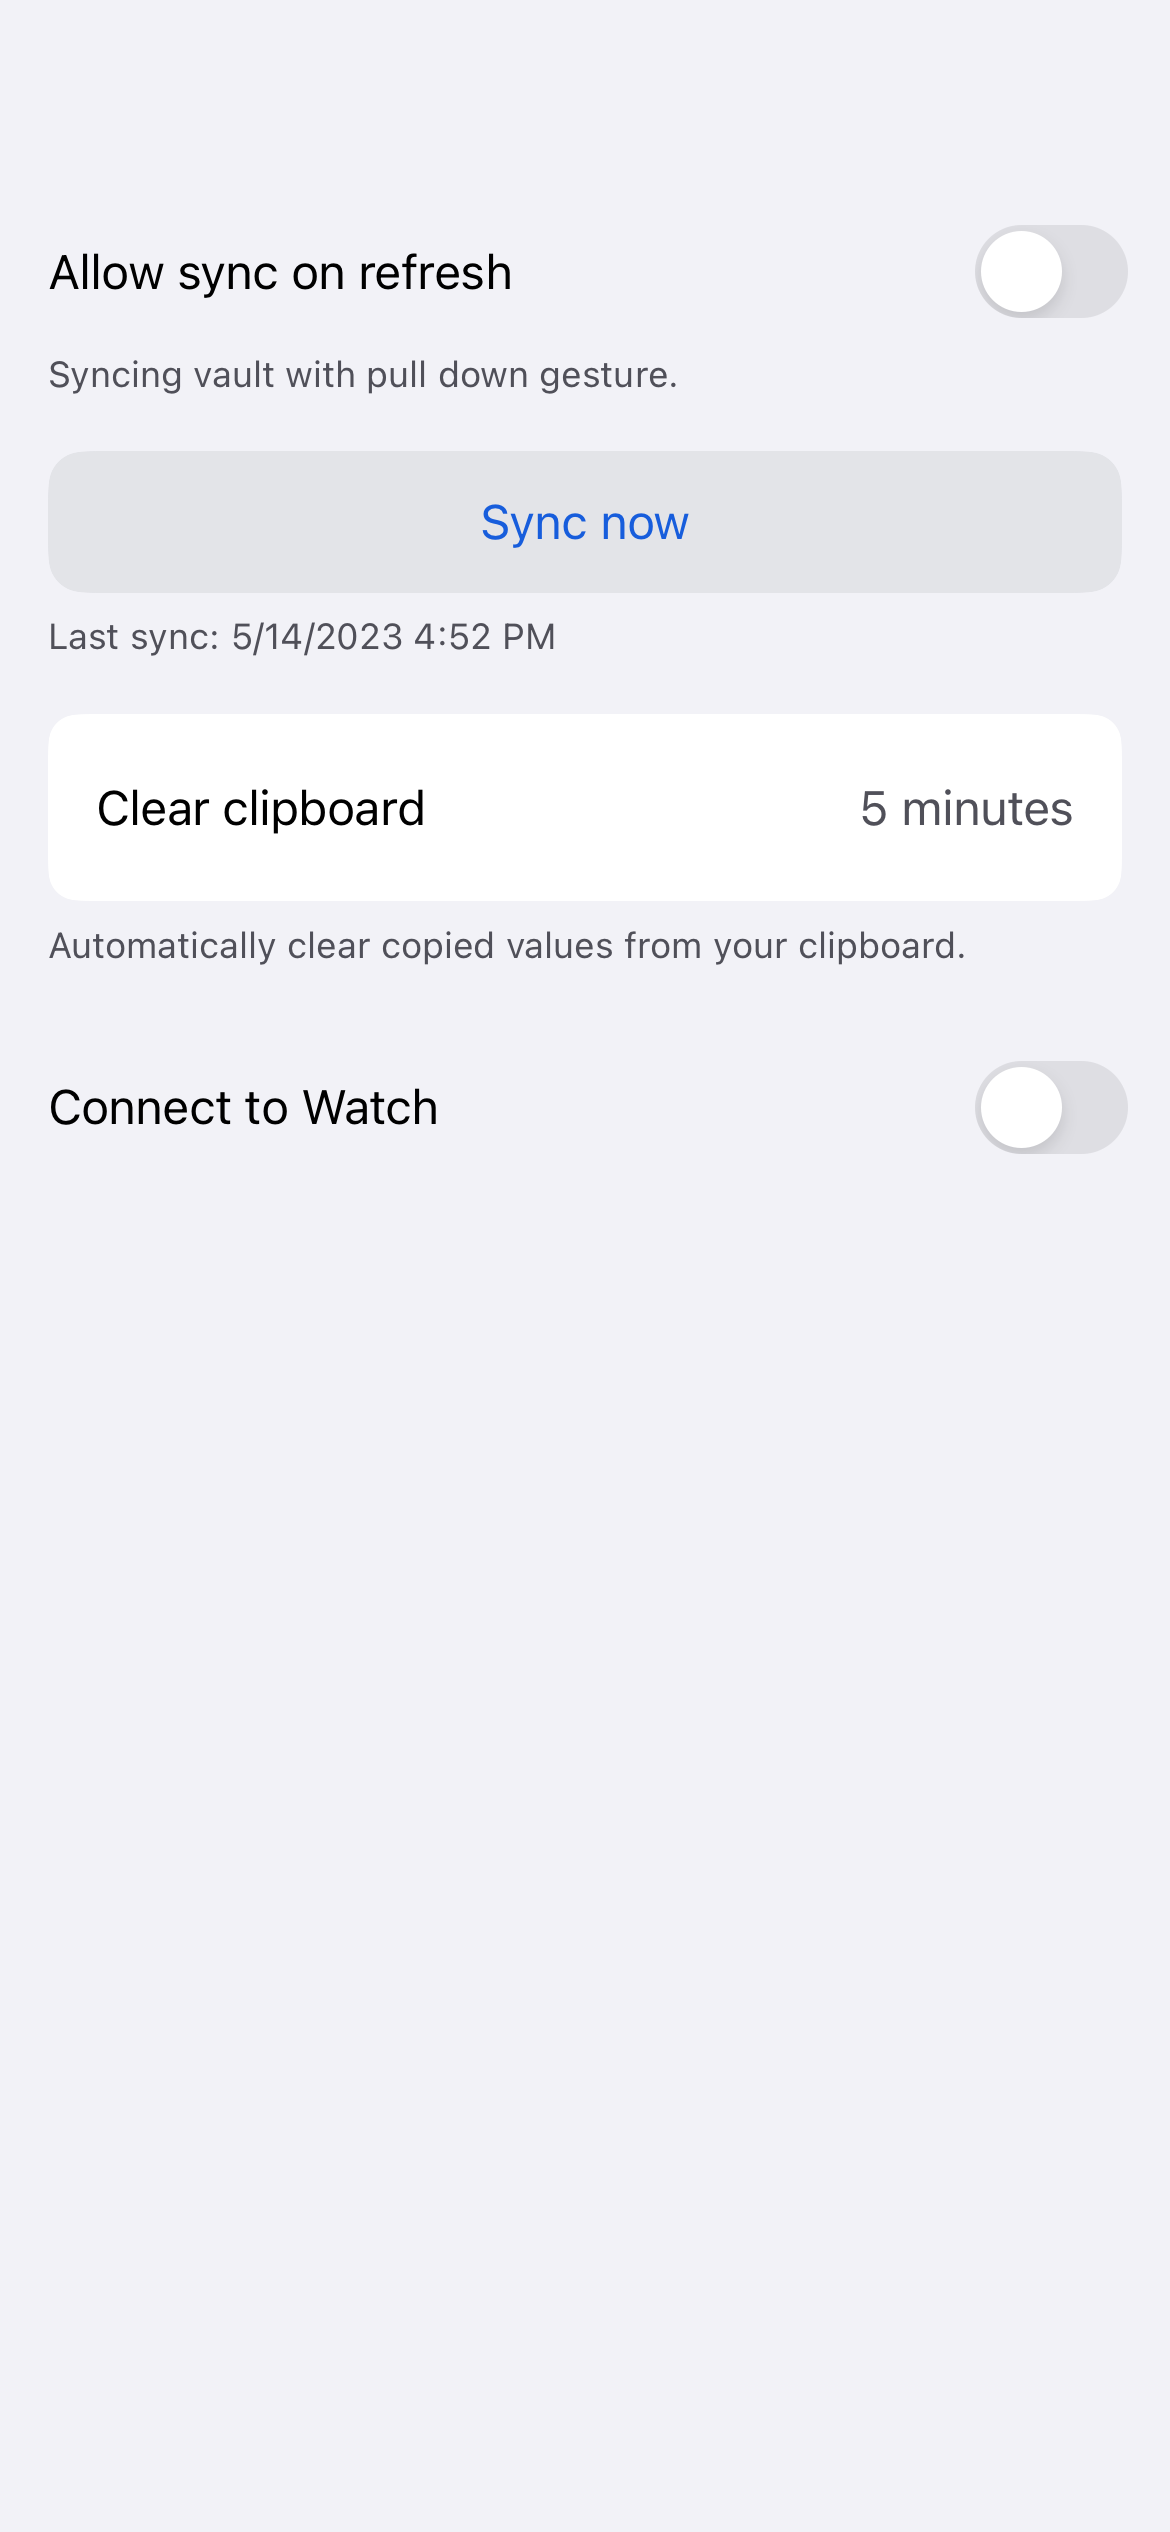 Allow sync on refresh
Syncing vault with pull down gesture.
Sync now
Last sync: 5/14/2023 4:52 PM
Clear clipboard 5 minutes
Automatically clear copied values from your clipboard.
Connect to Watch